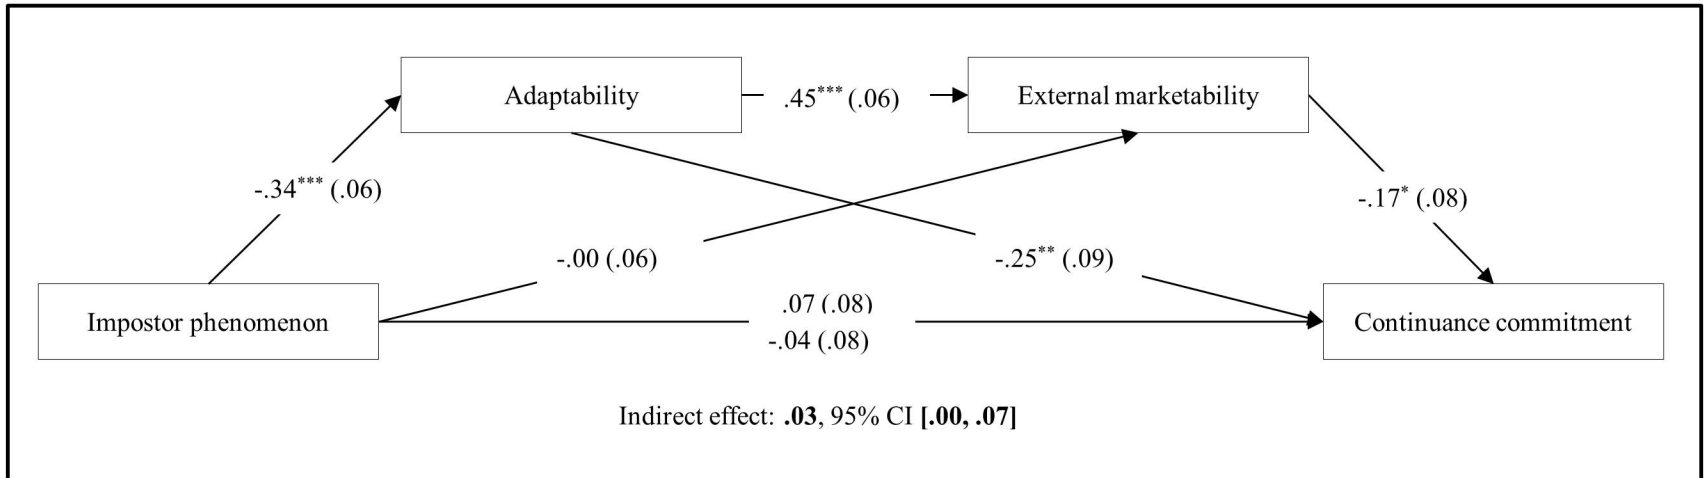 Adaptability
.45*** (.06)
External marketability
-.34*** (.06)
-.17* (.08)
-.00 (.06)
-.25** (.09)
.07 (.08)
Impostor phenomenon
-.04 (.08)
Continuance commitment
Indirect effect: .03, 95% CI [.00, .07]